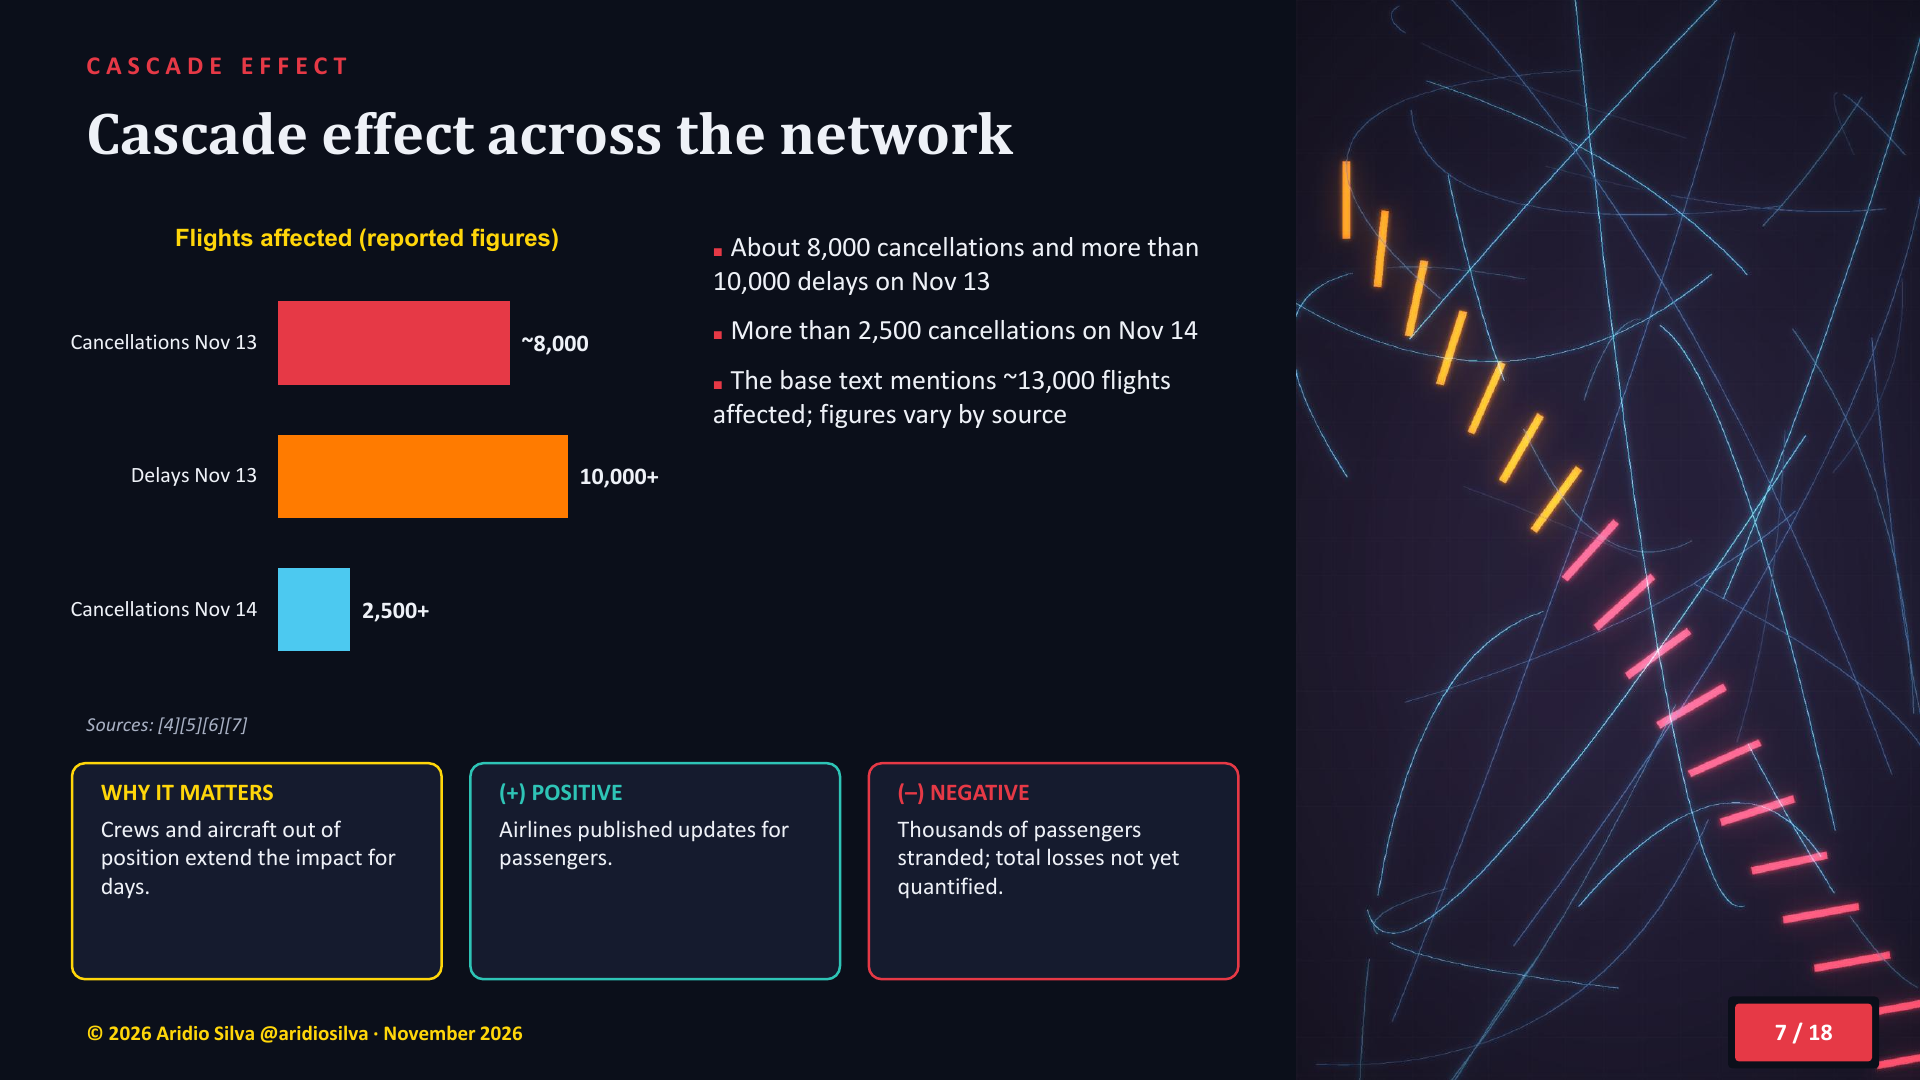 CASCADE EFFECT
Cascade effect across the network
Flights affected (reported figures)
Cancellations Nov 13
~8,000
Delays Nov 13
10,000+
Cancellations Nov 14
2,500+
▪ About 8,000 cancellations and more than
10,000 delays on Nov 13
▪ More than 2,500 cancellations on Nov 14
▪ The base text mentions ~13,000 flights
affected; figures vary by source
Sources: [4][5][6][7]
WHY IT MATTERS
Crews and aircraft out of
position extend the impact for
days.
(+) POSITIVE
Airlines published updates for
passengers.
(–) NEGATIVE
Thousands of passengers
stranded; total losses not yet
quantified.
© 2026 Aridio Silva @aridiosilva · November 2026
7 / 18